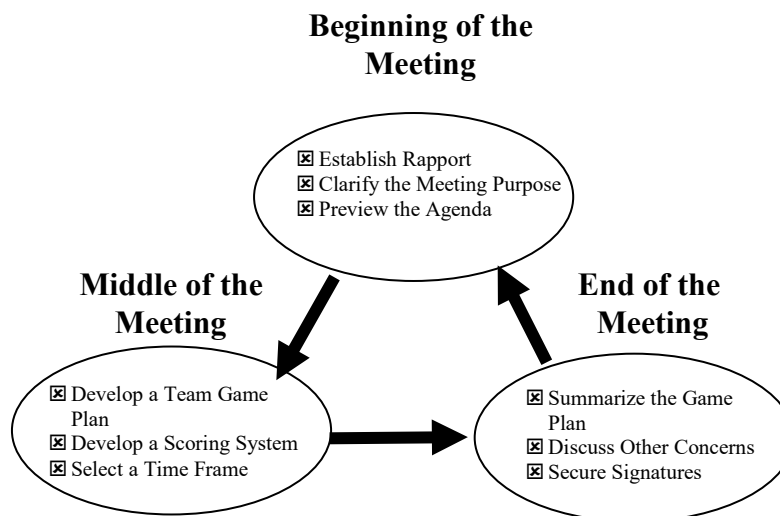 Beginning of the
Meeting
Establish Rapport
Clarify the Meeting Purpose
Preview the Agenda
Middle of the
Meeting
Develop a Team Game
Plan
Develop a Scoring System
Select a Time Frame
End of the
Meeting
Summarize the Game
Plan
Discuss Other Concerns
Secure Signatures